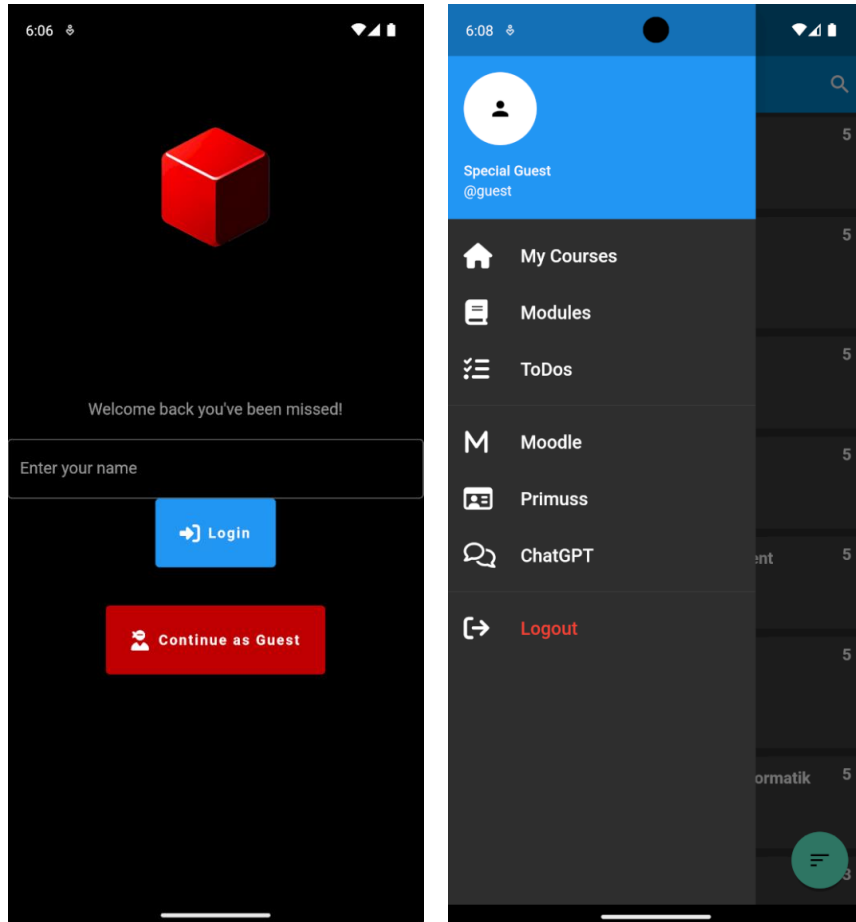 6:06
Welcome back you've been missed!
Enter your name
Login
Continue as Guest
6:08
Special Guest
@guest
My Courses
Modules
ToDos
Moodle
Primuss
ChatGPT
Logout
5
5
5
5
ent 5
5
ormatik 5
3